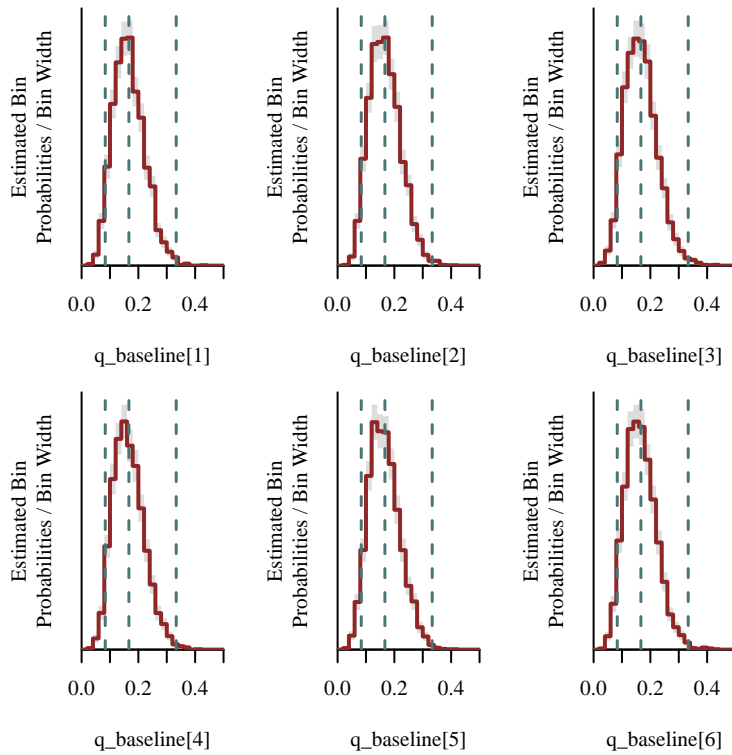 Estimated Bin
Probabilities / Bin Width
0.0 0.2 0.4
q_baseline[1]
Estimated Bin
Probabilities / Bin Width
0.0 0.2 0.4
q_baseline[2]
Estimated Bin
Probabilities / Bin Width
0.0 0.2 0.4
q_baseline[3]
Estimated Bin
Probabilities / Bin Width
0.0 0.2 0.4
q_baseline[4]
Estimated Bin
Probabilities / Bin Width
0.0 0.2 0.4
q_baseline[5]
Estimated Bin
Probabilities / Bin Width
0.0 0.2 0.4
q_baseline[6]